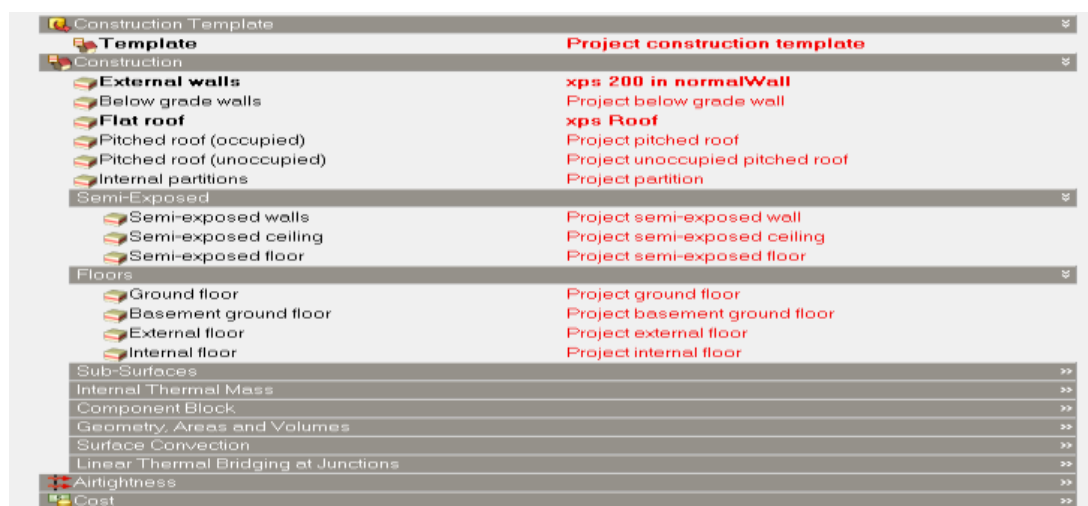 Construction Template
Template Project construction template
Construction
External walls xps 200 in normalWall
Below grade walls Project below grade wall
Flat roof xps Roof
Pitched roof (occupied) Project pitched roof
Pitched roof (unoccupied) Project unoccupied pitched roof
Internal partitions Project partition
Semi-Exposed
Semi-exposed walls Project semi-exposed wall
Semi-exposed ceiling Project semi-exposed ceiling
Semi-exposed floor Project semi-exposed floor
Floors
Ground floor Project ground floor
Basement ground floor Project basement ground floor
External floor Project external floor
Internal floor Project internal floor
Sub-Surfaces
Internal Thermal Mass
Component Block
Geometry, Areas and Volumes
Surface Convection
Linear Thermal Bridging at Junctions
Airtightness
Cost